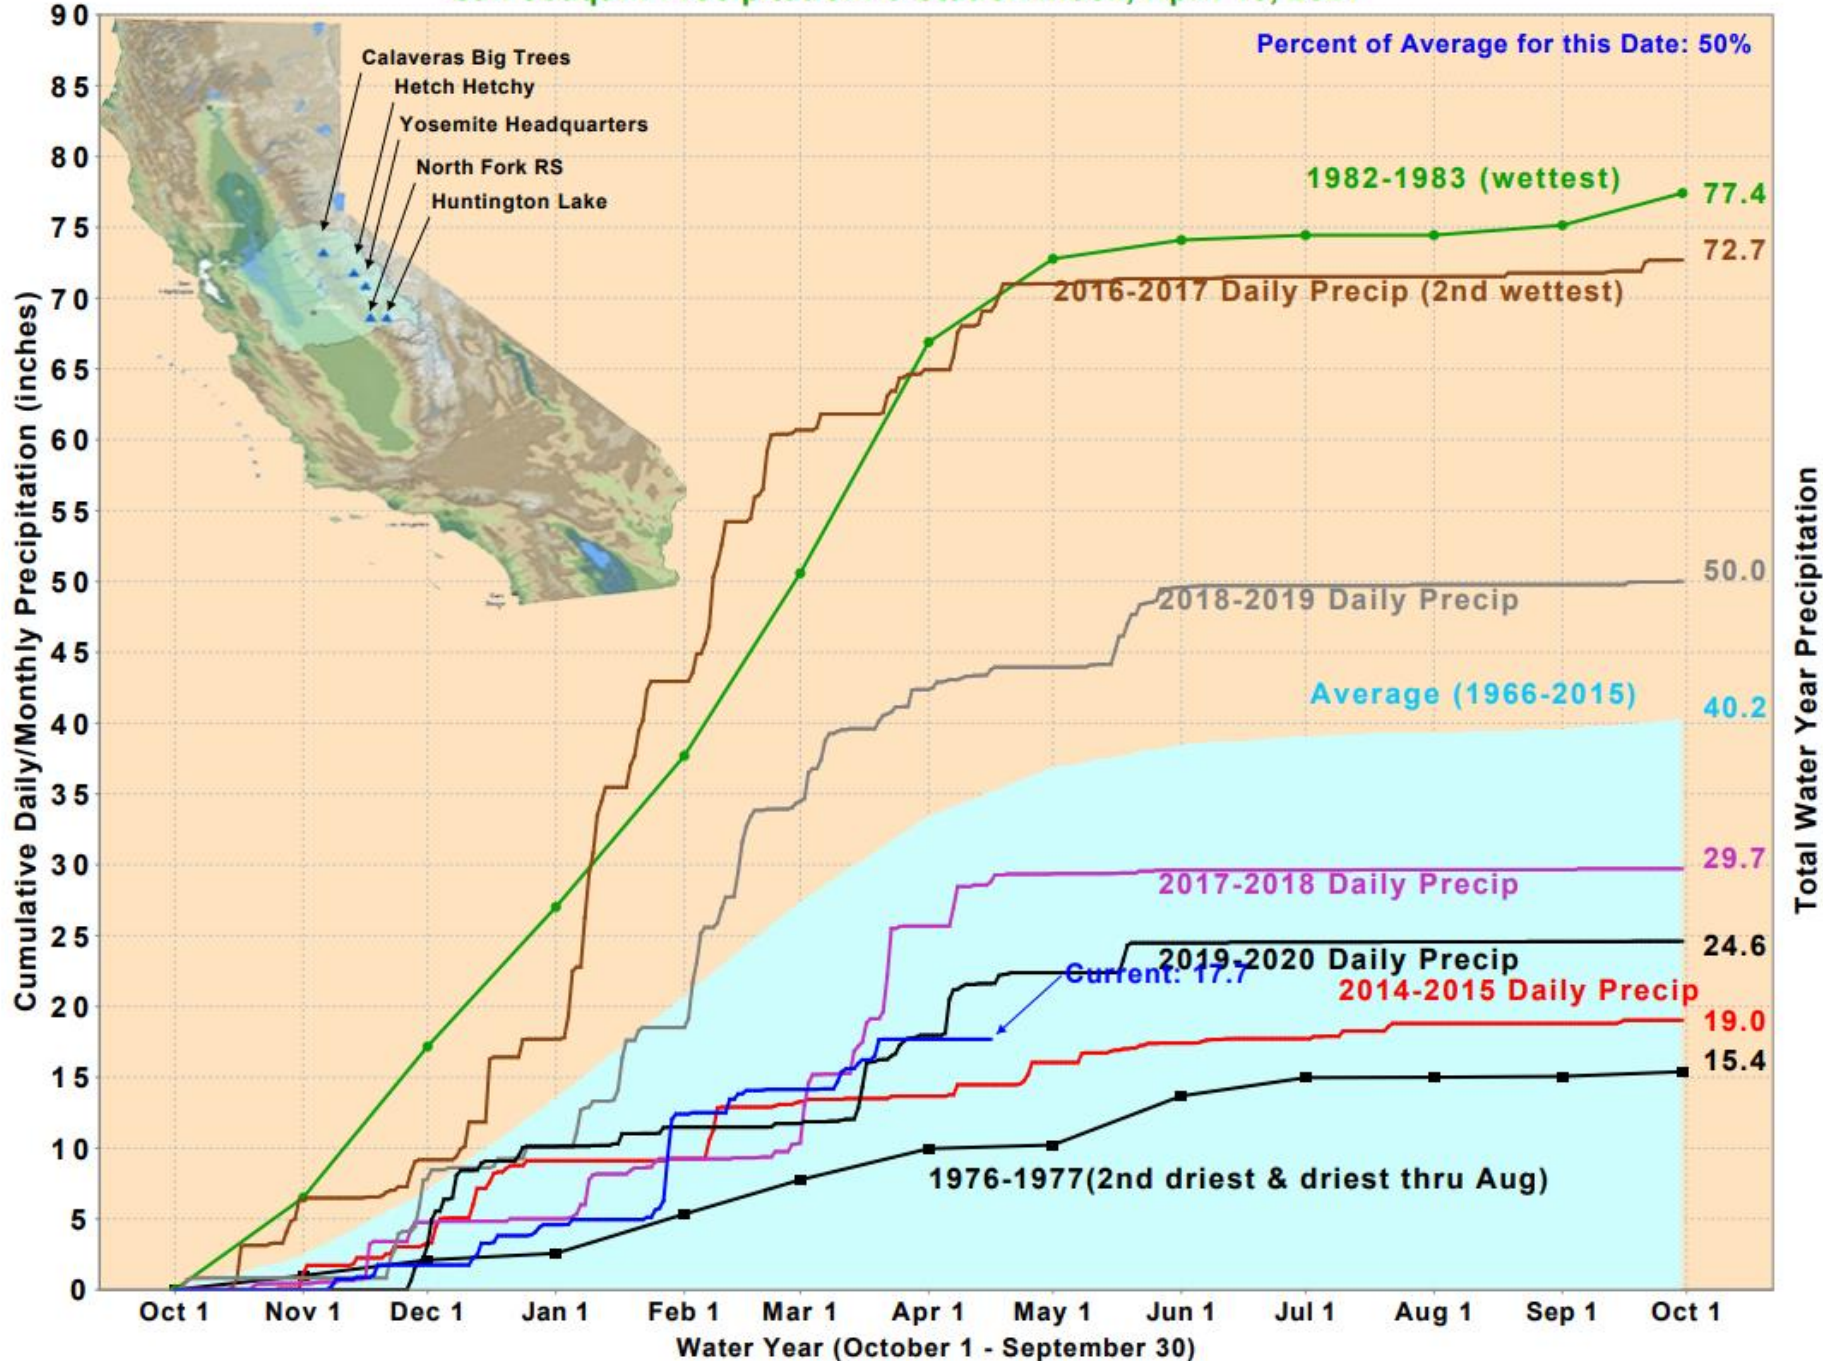 Percent of Average for this Date: 50%
Calaveras Big Trees
Hetch Hetchy
Yosemite Headquarters
North Fork RS
Huntington Lake
Cumulative Daily/Monthly Precipitation (inches)
90
85
80
75
70
65
60
55
50
45
40
35
30
25
20
15
10
5
0
1982-1983 (wettest)
77.4
72.7
2016-2017 Daily Precip (2nd wettest)
50.0
2018-2019 Daily Precip
Average (1966-2015)
40.2
29.7
2017-2018 Daily Precip
24.6
2019-2020 Daily Precip
Current: 17.7
2014-2015 Daily Precip
19.0
15.4
1976-1977(2nd driest & driest thru Aug)
Total Water Year Precipitation
Oct 1 Nov 1 Dec 1 Jan 1 Feb 1 Mar 1 Apr 1 May 1 Jun 1 Jul 1 Aug 1 Sep 1 Oct 1
Water Year (October 1 - September 30)